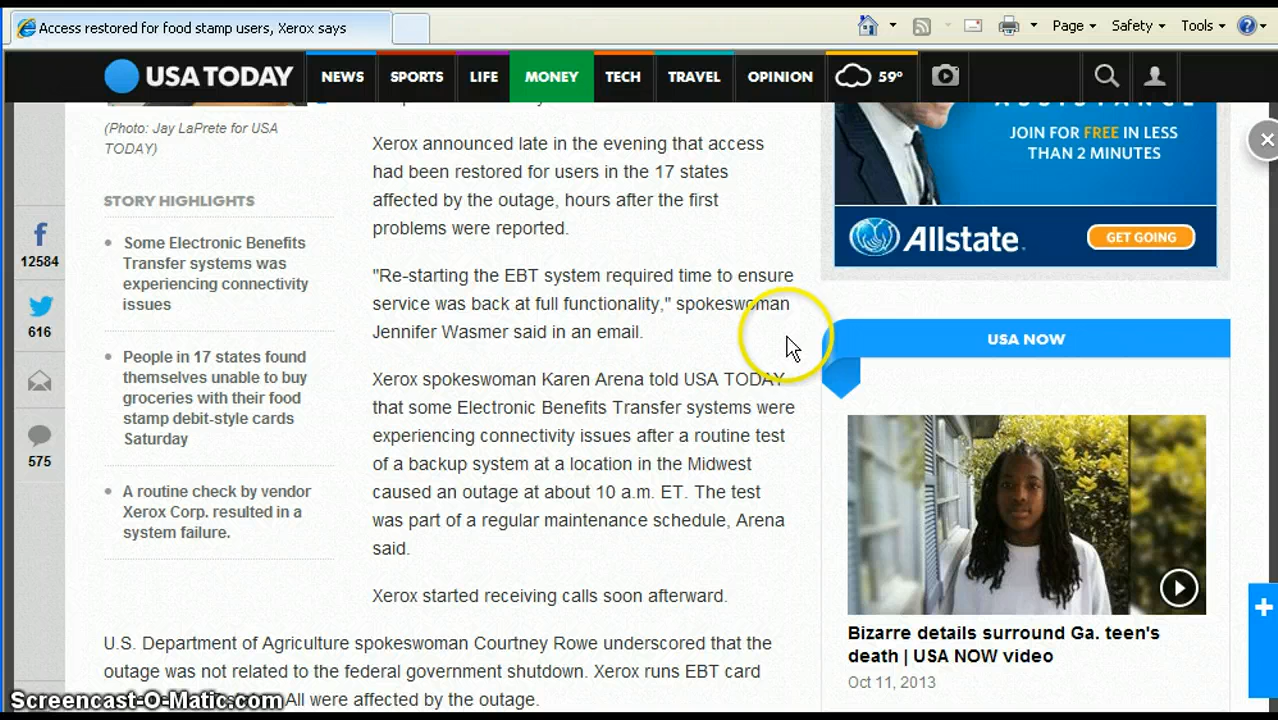 Access restored for food stamp users, Xerox says
Page
Safety
Tools
USA TODAY
NEWS
SPORTS
LIFE
MONEY
TECH
TRAVEL
OPINION
59°
(Photo: Jay LaPrete for USA
TODAY)
STORY HIGHLIGHTS
Some Electronic Benefits
Transfer systems was
experiencing connectivity
issues
People in 17 states found
themselves unable to buy
groceries with their food
stamp debit-style cards
Saturday
A routine check by vendor
Xerox Corp. resulted in a
system failure.
12584
616
575
Xerox announced late in the evening that access
had been restored for users in the 17 states
affected by the outage, hours after the first
problems were reported.
"Re-starting the EBT system required time to ensure
service was back at full functionality," spokeswoman
Jennifer Wasmer said in an email.
Xerox spokeswoman Karen Arena told USA TODAY
that some Electronic Benefits Transfer systems were
experiencing connectivity issues after a routine test
of a backup system at a location in the Midwest
caused an outage at about 10 a.m. ET. The test
was part of a regular maintenance schedule, Arena
said.
Xerox started receiving calls soon afterward.
U.S. Department of Agriculture spokeswoman Courtney Rowe underscored that the
outage was not related to the federal government shutdown. Xerox runs EBT card
All were affected by the outage.
ASSISTANCE
JOIN FOR FREE IN LESS
THAN 2 MINUTES
Allstate.
GET GOING
USA NOW
Bizarre details surround Ga. teen's
death | USA NOW video
Oct 11, 2013
Screencast-O-Matic.com